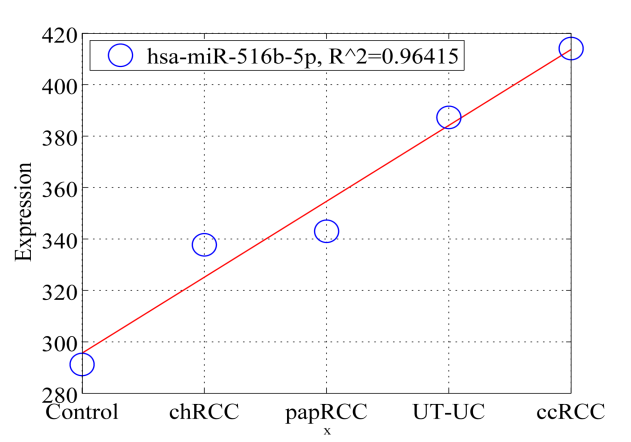 hsa-miR-516b-5p, R^2=0.96415
Expression
420
400
380
360
340
320
300
280
Control chRCC papRCC UT-UC ccRCC
x